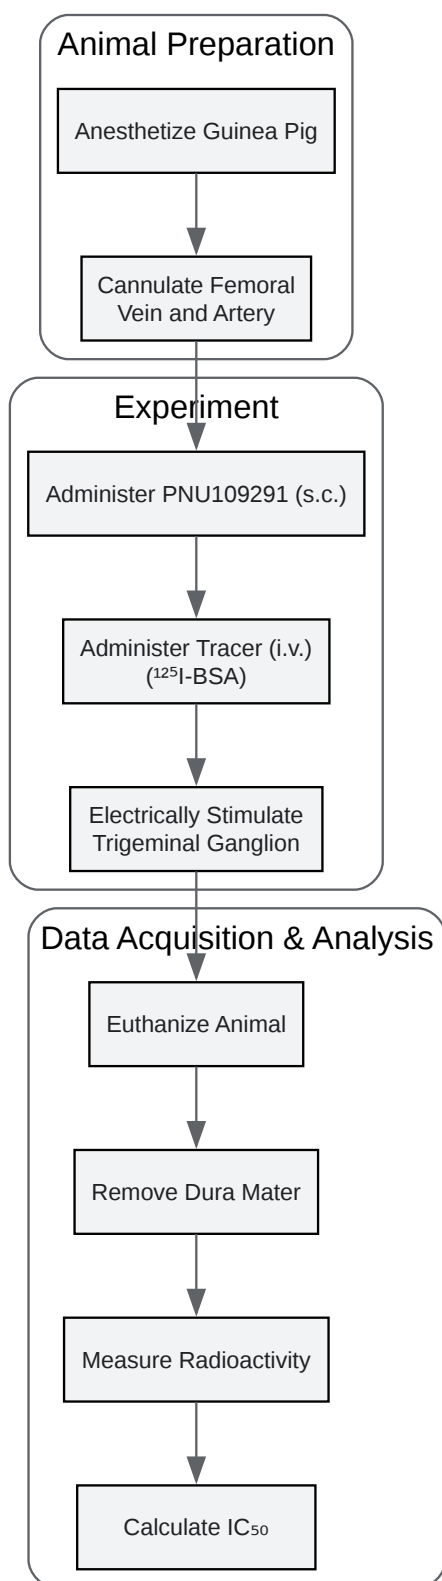 Animal Preparation
Anesthetize Guinea Pig
Cannulate Femoral
Vein and Artery
Experiment
Administer PNU109291 (s.c.)
Administer Tracer (i.v.)
(¹²⁵I-BSA)
Electrically Stimulate
Trigeminal Ganglion
Data Acquisition & Analysis
Euthanize Animal
Remove Dura Mater
Measure Radioactivity
Calculate IC₅₀